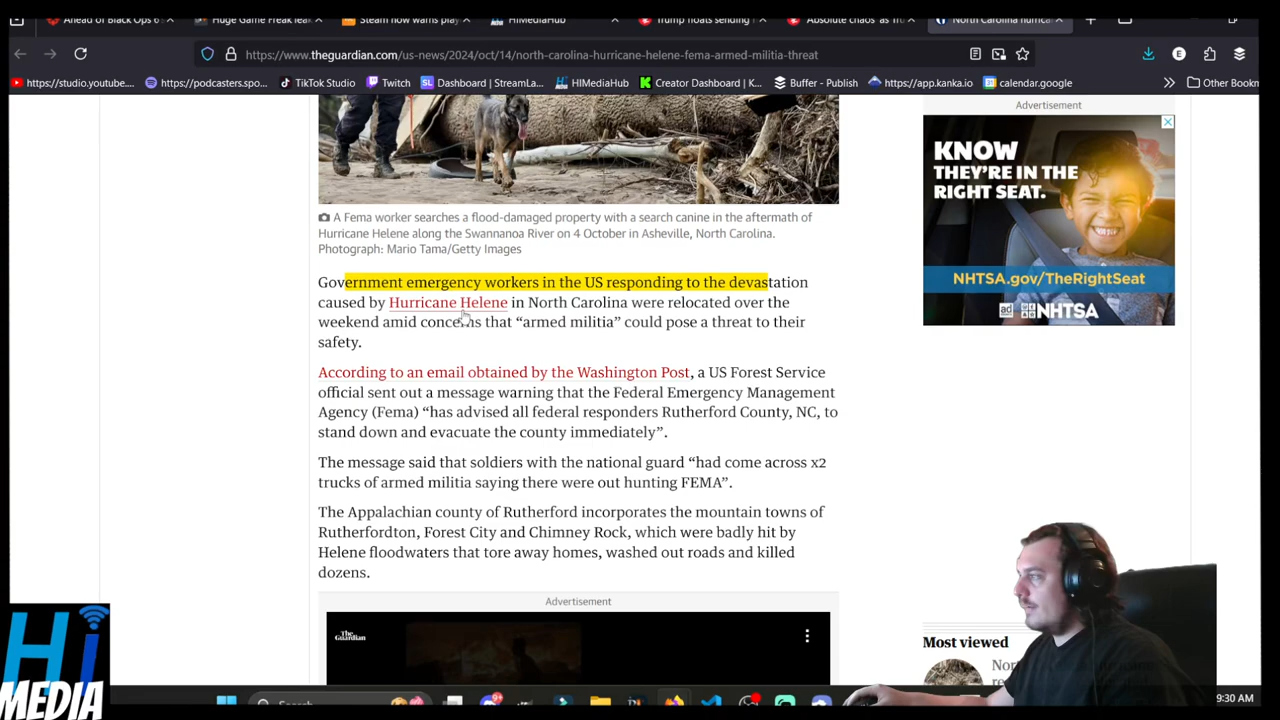 Ahead of Black Ops 6
Huge Game Freak leak
Steam now warns play
HiMediaHub
Trump floats sending
'Absolute chaos' as Tru
North Carolina hurrica
https://www.theguardian.com/us-news/2024/oct/14/north-carolina-hurricane-helene-fema-armed-militia-threat
E
https://studio.youtube....
https://podcasters.spo...
TikTok Studio
Twitch
SL Dashboard | StreamLa...
HIMediaHub
K Creator Dashboard | K...
Buffer - Publish
https://app.kanka.io
calendar.google
Other Bookm
Advertisement
KNOW
THEY'RE IN THE
RIGHT SEAT.
NHTSA.gov/TheRightSeat
ad NHTSA
A Fema worker searches a flood-damaged property with a search canine in the aftermath of
Hurricane Helene along the Swannanoa River on 4 October in Asheville, North Carolina.
Photograph: Mario Tama/Getty Images
Government emergency workers in the US responding to the devastation
caused by Hurricane Helene in North Carolina were relocated over the
weekend amid concerns that “armed militia” could pose a threat to their
safety.
According to an email obtained by the Washington Post, a US Forest Service
official sent out a message warning that the Federal Emergency Management
Agency (Fema) “has advised all federal responders Rutherford County, NC, to
stand down and evacuate the county immediately”.
The message said that soldiers with the national guard “had come across x2
trucks of armed militia saying there were out hunting FEMA”.
The Appalachian county of Rutherford incorporates the mountain towns of
Rutherfordton, Forest City and Chimney Rock, which were badly hit by
Helene floodwaters that tore away homes, washed out roads and killed
dozens.
Advertisement
The
Guardian
Most viewed
Hi
MEDIA
Search
9:30 AM